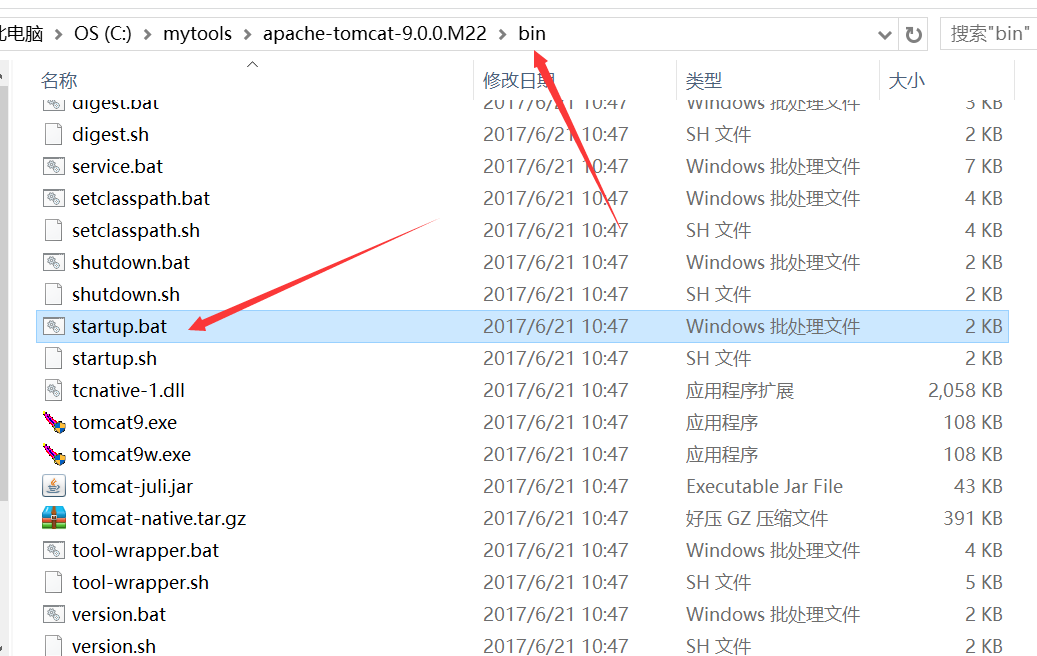 此电脑 OS (C:) mytools apache-tomcat-9.0.0.M22 bin 搜索"bin"
名称 修改日期 类型 大小
digest.bat 2017/6/21 10:47 Windows 批处理文件 3 KB
digest.sh 2017/6/21 10:47 SH 文件 2 KB
service.bat 2017/6/21 10:47 Windows 批处理文件 7 KB
setclasspath.bat 2017/6/21 10:47 Windows 批处理文件 4 KB
setclasspath.sh 2017/6/21 10:47 SH 文件 4 KB
shutdown.bat 2017/6/21 10:47 Windows 批处理文件 2 KB
shutdown.sh 2017/6/21 10:47 SH 文件 2 KB
startup.bat 2017/6/21 10:47 Windows 批处理文件 2 KB
startup.sh 2017/6/21 10:47 SH 文件 2 KB
tcnative-1.dll 2017/6/21 10:47 应用程序扩展 2,058 KB
tomcat9.exe 2017/6/21 10:47 应用程序 108 KB
tomcat9w.exe 2017/6/21 10:47 应用程序 108 KB
tomcat-juli.jar 2017/6/21 10:47 Executable Jar File 43 KB
tomcat-native.tar.gz 2017/6/21 10:47 好压 GZ 压缩文件 391 KB
tool-wrapper.bat 2017/6/21 10:47 Windows 批处理文件 4 KB
tool-wrapper.sh 2017/6/21 10:47 SH 文件 5 KB
version.bat 2017/6/21 10:47 Windows 批处理文件 2 KB
version.sh 2017/6/21 10:47 SH 文件 2 KB